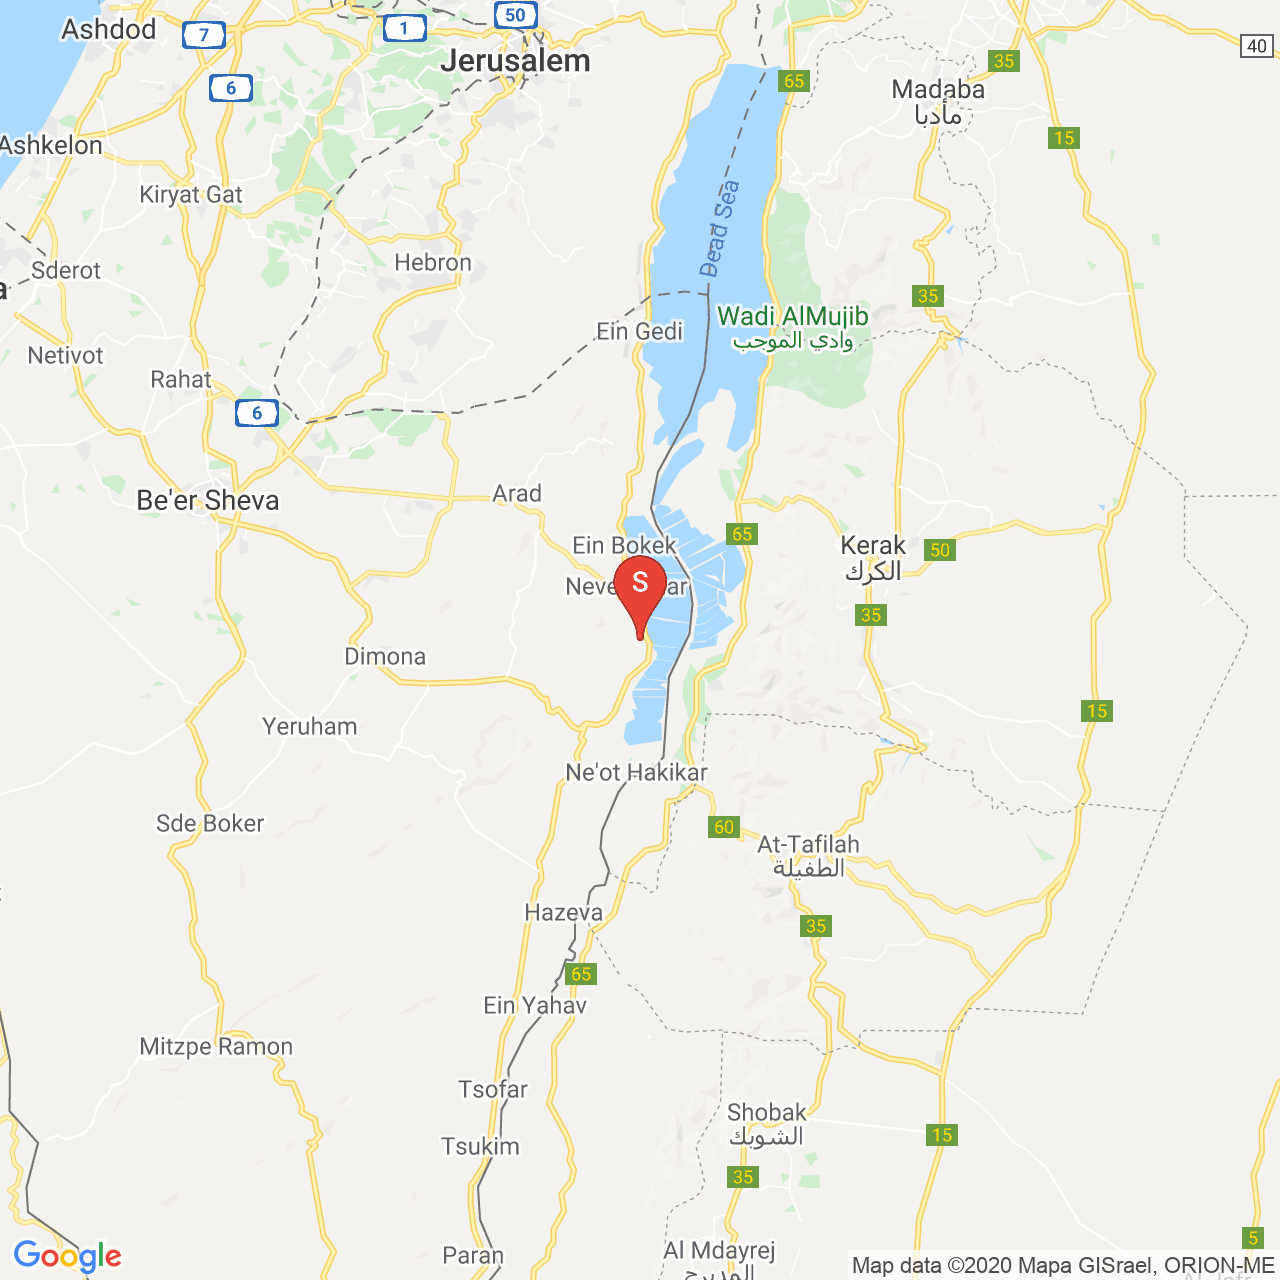 Ashdod
7
1
50
Jerusalem
40
35
65
Madaba
مأدبا
6
15
Ashkelon
Kiryat Gat
Dead Sea
Hebron
Sderot
a
35
Wadi AlMujib
وادي الموجب
Ein Gedi
Netivot
Rahat
6
Arad
Be'er Sheva
65
Ein Bokek
Kerak
الكرك
50
S
35
Dimona
15
Yeruham
Ne'ot Hakikar
Sde Boker
60
At-Tafilah
الطفيلة
Hazeva
35
65
Ein Yahav
Mitzpe Ramon
Tsofar
Shobak
الشوبك
15
Tsukim
35
5
Paran
Al Mdayrej
المديرج
Google
Map data ©2020 Mapa GISrael, ORION-ME